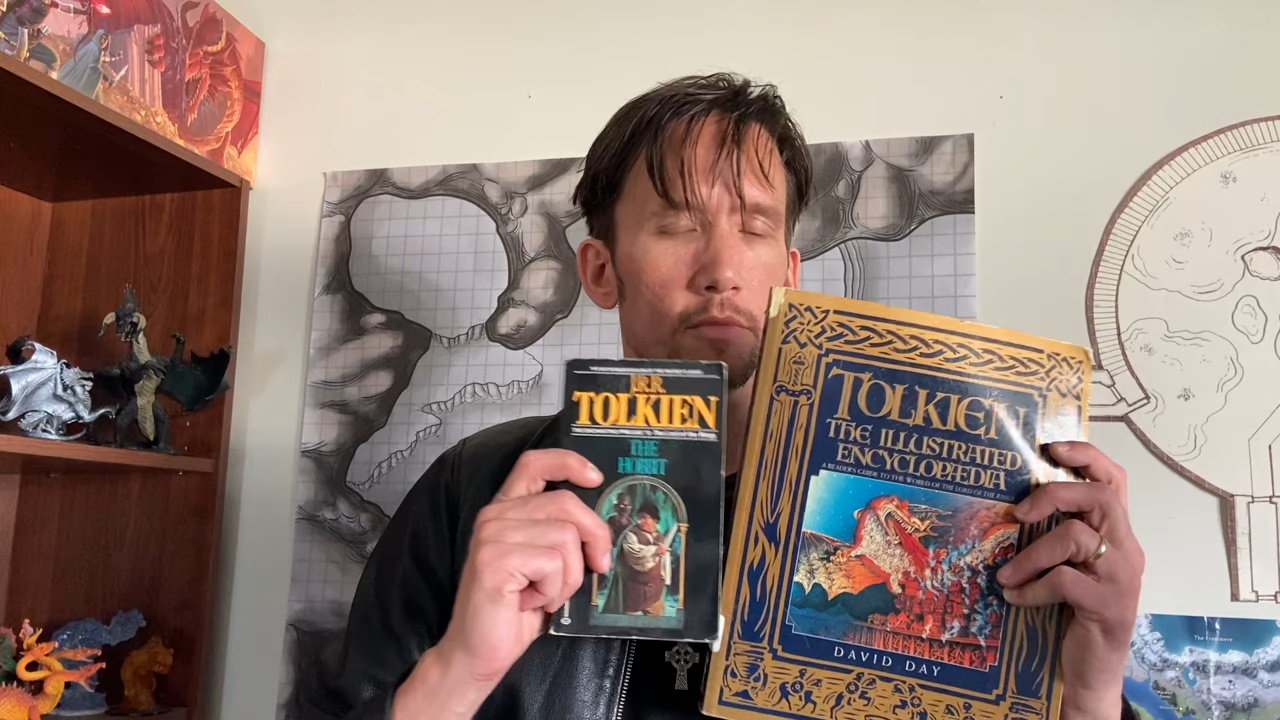 J.R.R.
TOLKIEN
THE
HOBBIT
TOLKIEN
THE ILLUSTRATED
ENCYCLOPÆDIA
A READER'S GUIDE TO THE WORLD OF THE LORD OF THE RINGS
DAVID DAY